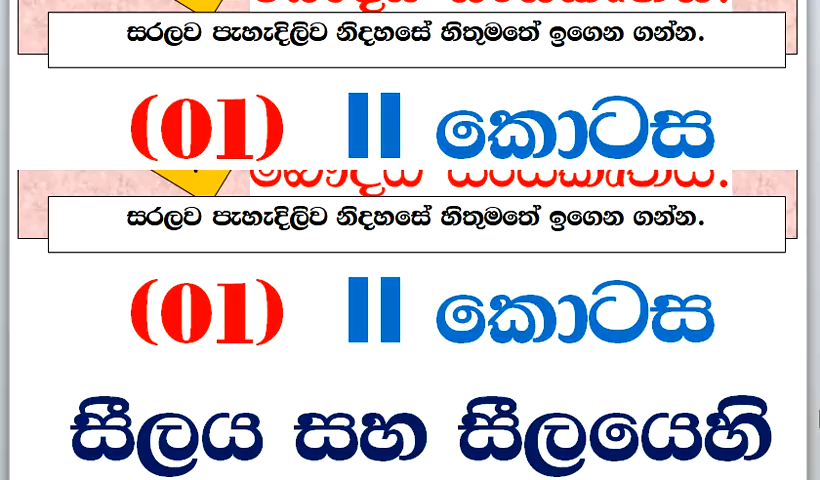 සරලව පැහැදිලිව නිදහසේ හිතුමතේ ඉගෙන ගන්න.
(01) II කොටස
බෞද්ධ සංස්කෘතිය.
සරලව පැහැදිලිව නිදහසේ හිතුමතේ ඉගෙන ගන්න.
(01) II කොටස
සීලය සහ සීලයෙහි